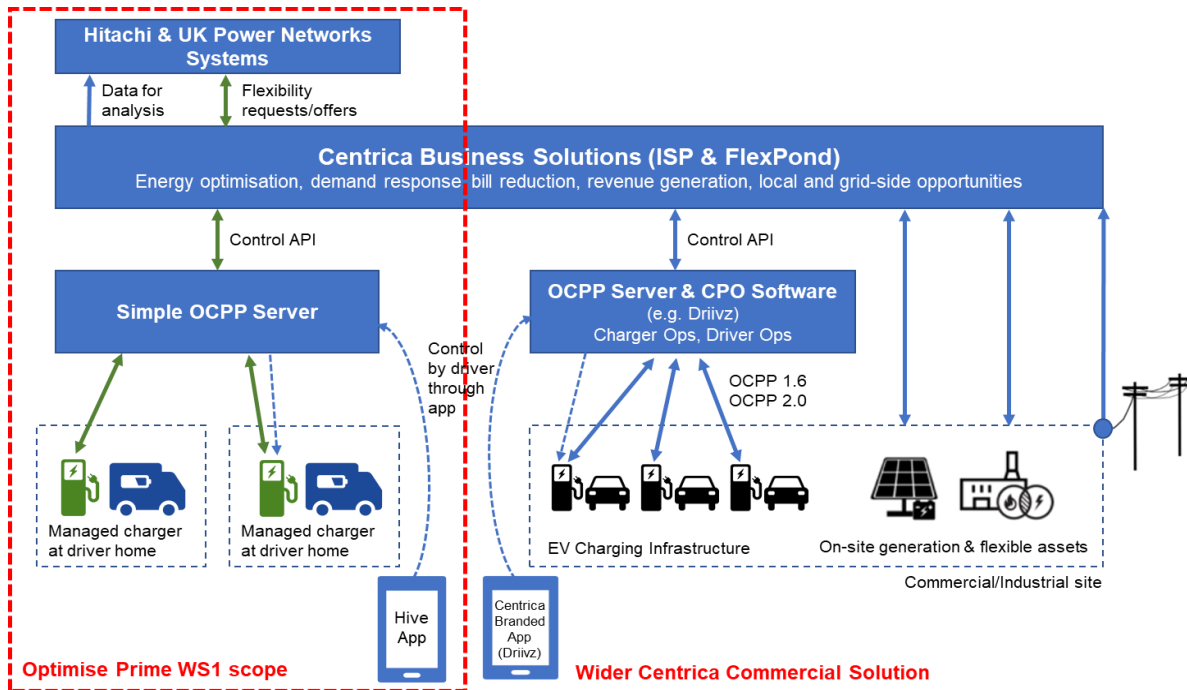 Hitachi & UK Power Networks
Systems
Data for
analysis
Flexibility
requests/offers
Centrica Business Solutions (ISP & FlexPond)
Energy optimisation, demand response, bill reduction, revenue generation, local and grid-side opportunities
Control API
Control API
Simple OCPP Server
OCPP Server & CPO Software
(e.g. Driivz)
Charger Ops, Driver Ops
Control
by driver
through
app
OCPP 1.6
OCPP 2.0
Managed charger
at driver home
Managed charger
at driver home
EV Charging Infrastructure
On-site generation & flexible assets
Commercial/Industrial site
Hive
App
Centrica
Branded
App
(Driivz)
Optimise Prime WS1 scope
Wider Centrica Commercial Solution